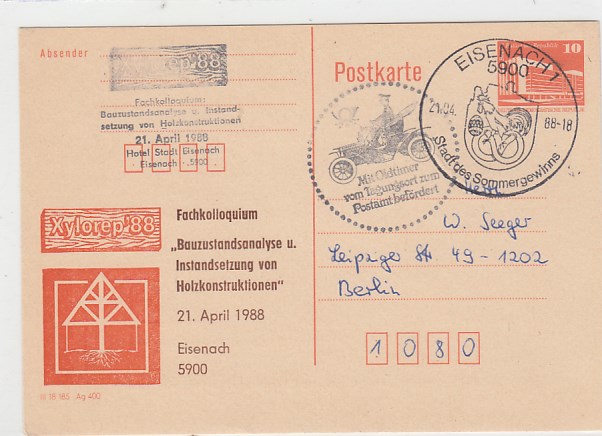 Absender
Xylorep'88
Fachkolloquium:
Bauzustandsanalyse u. Instand-
setzung von Holzkonstruktionen
21. April 1988
Hotel Stadt Eisenach
Eisenach 5900
Xylorep'88
Fachkolloquium
„Bauzustandsanalyse u.
Instandsetzung von
Holzkonstruktionen"
21. April 1988
Eisenach
5900
Ag 400
Postkarte
10
EISENACH 1
5900
21.04.
88-18
Stadt des Sommergewinns
Mit Oldtimer
vom Tagungsort zum
Postamt befördert
W. Seeger
Leipziger Str 49-1202
Berlin
1 0 8 0